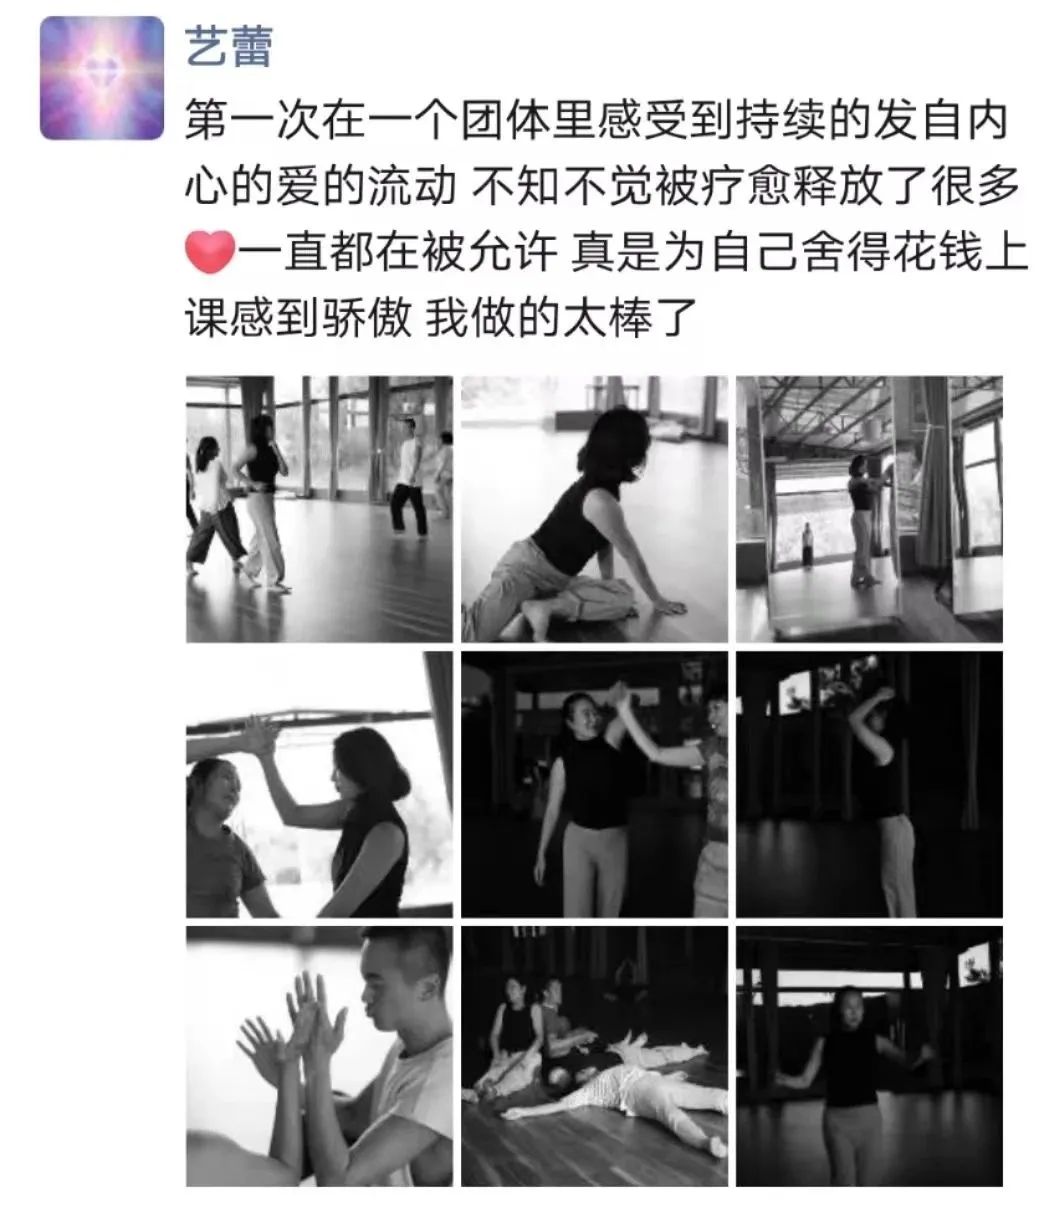 艺蕾
第一次在一个团体里感受到持续的发自内
心的爱的流动 不知不觉被疗愈释放了很多
❤一直都在被允许 真是为自己舍得花钱上
课感到骄傲 我做的太棒了